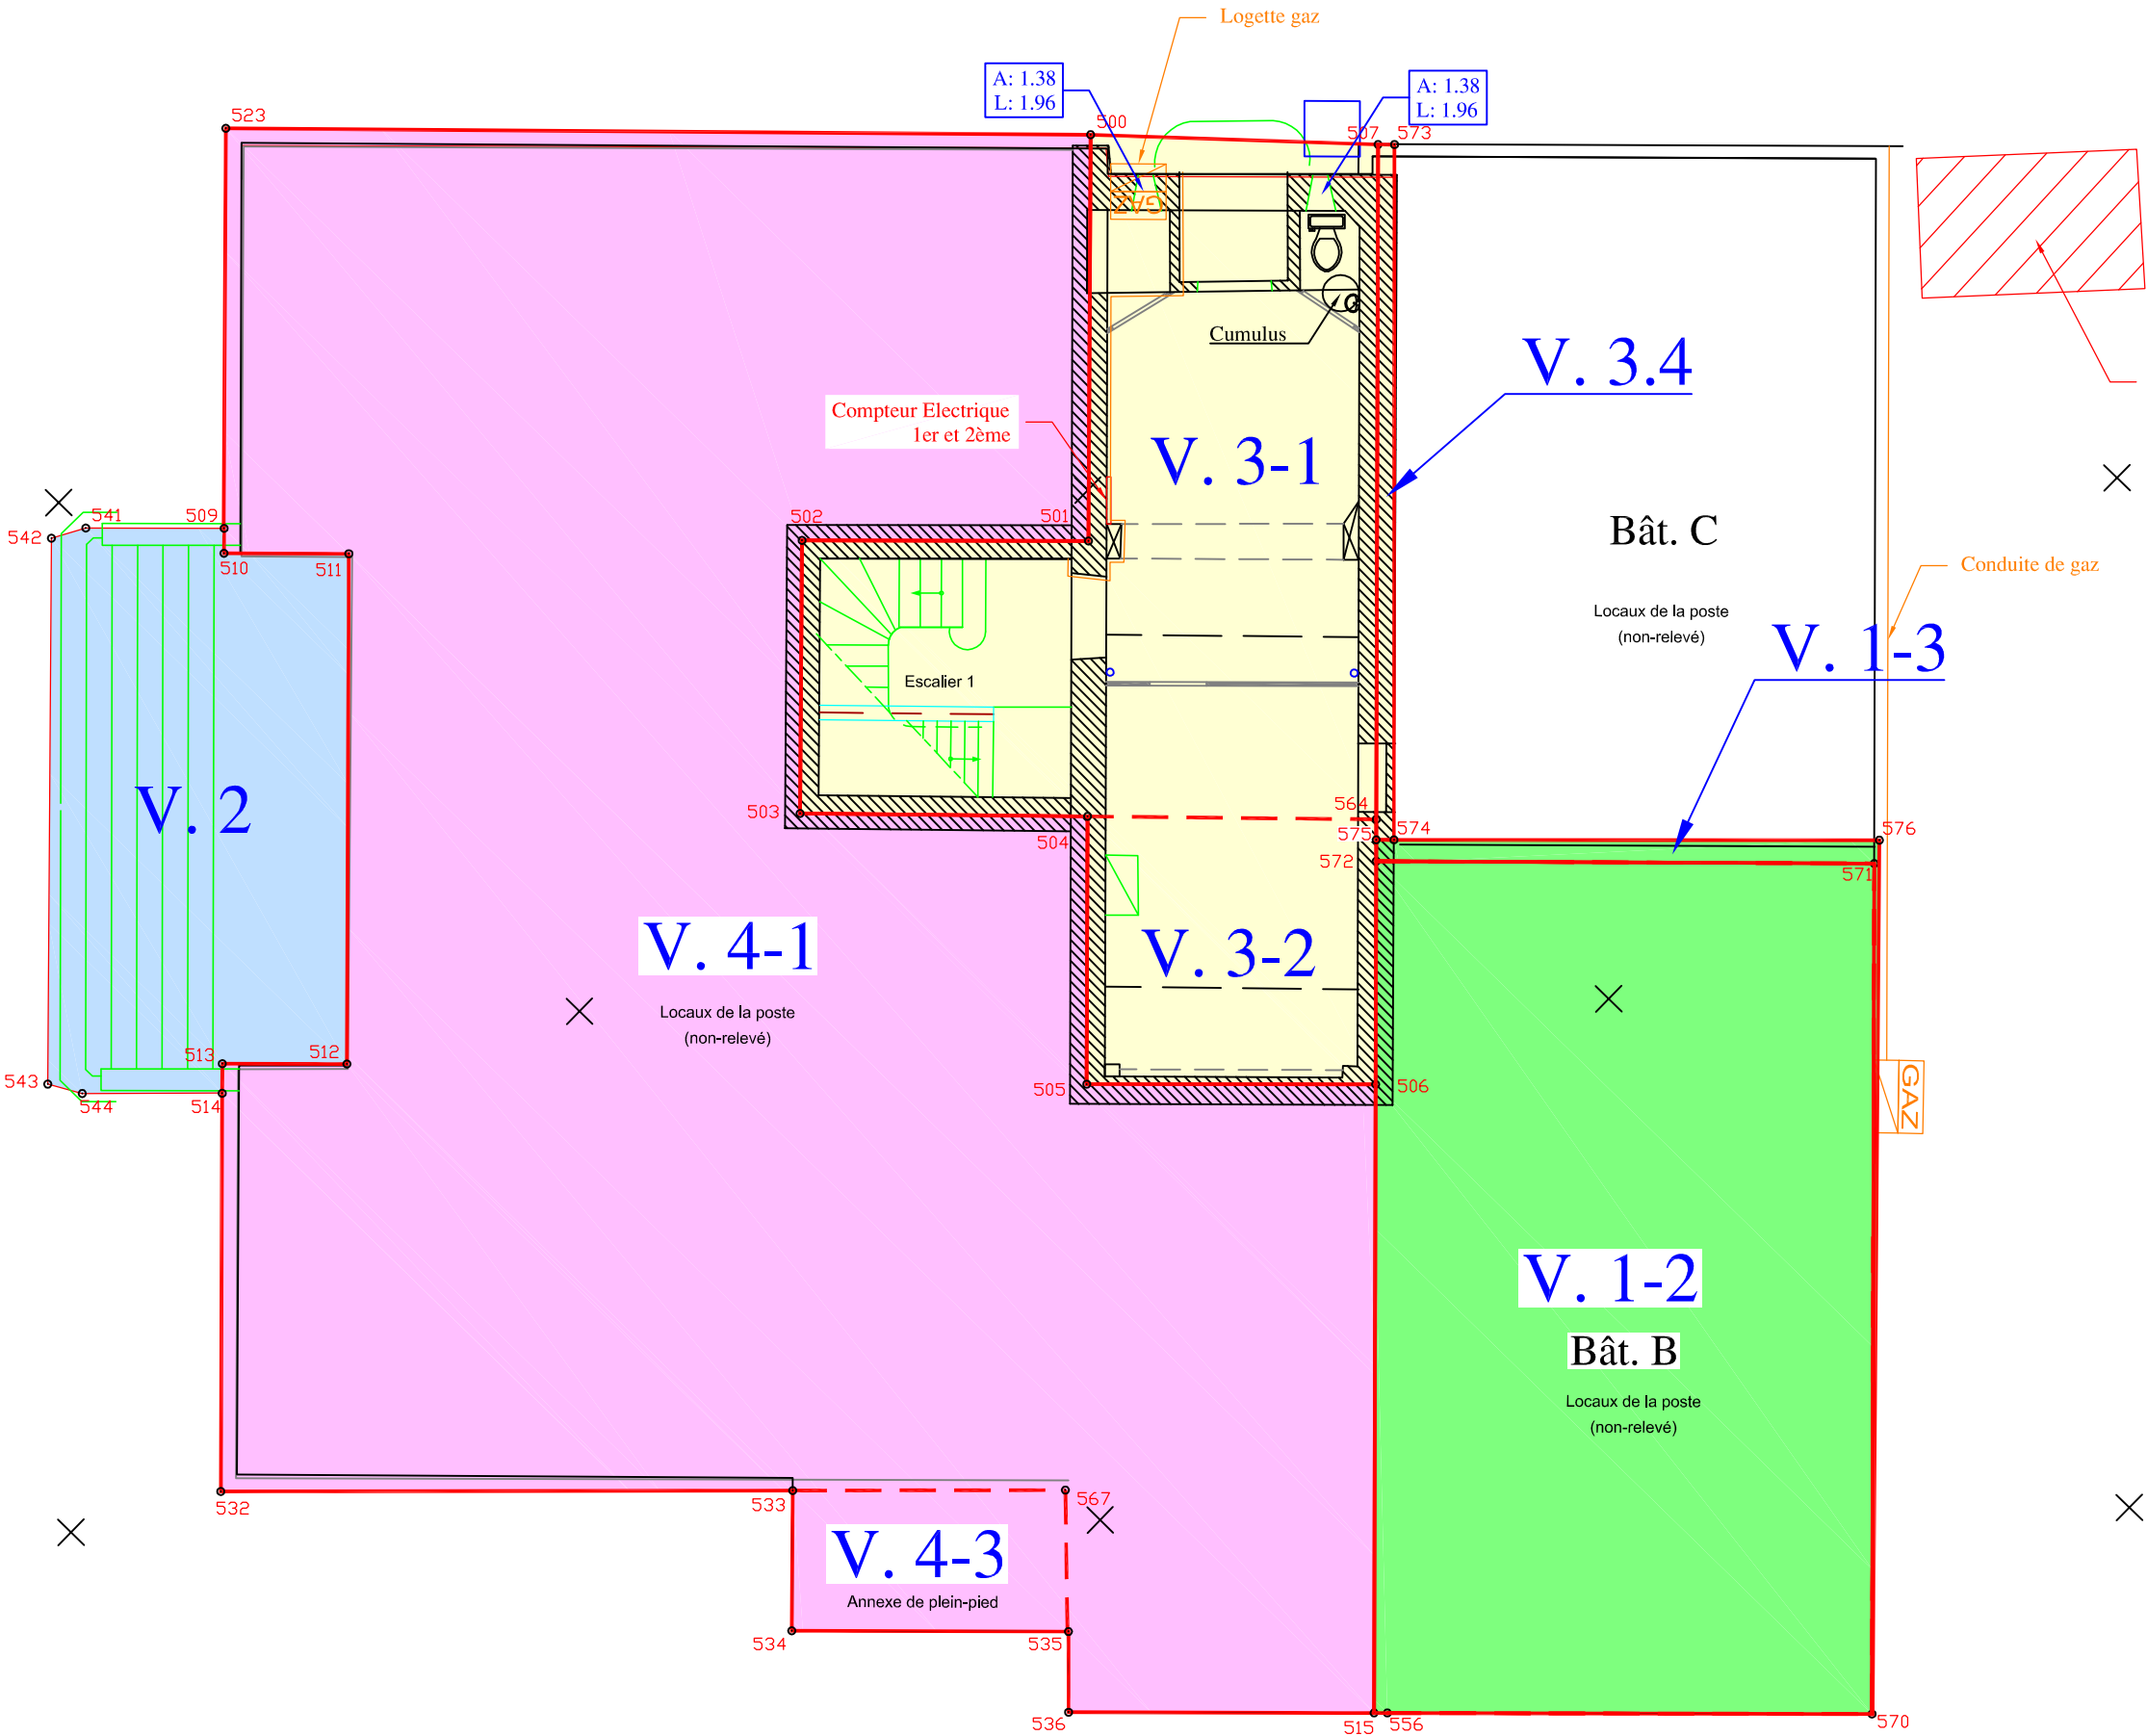 Logette gaz
A: 1.38
L: 1.96
A: 1.38
L: 1.96
523
500
507
573
GAZ
Cumulus
V. 3.4
Compteur Electrique
1er et 2ème
V. 3-1
542
541
509
502
501
Bât. C
510
511
Conduite de gaz
Locaux de la poste
(non-relevé)
V. 1-3
Escalier 1
V. 2
503
564
504
575
574
576
572
571
V. 4-1
V. 3-2
Locaux de la poste
(non-relevé)
513
512
543
544
514
505
506
GAZ
V. 1-2
Bât. B
Locaux de la poste
(non-relevé)
532
533
567
V. 4-3
Annexe de plein-pied
534
535
536
515
556
570